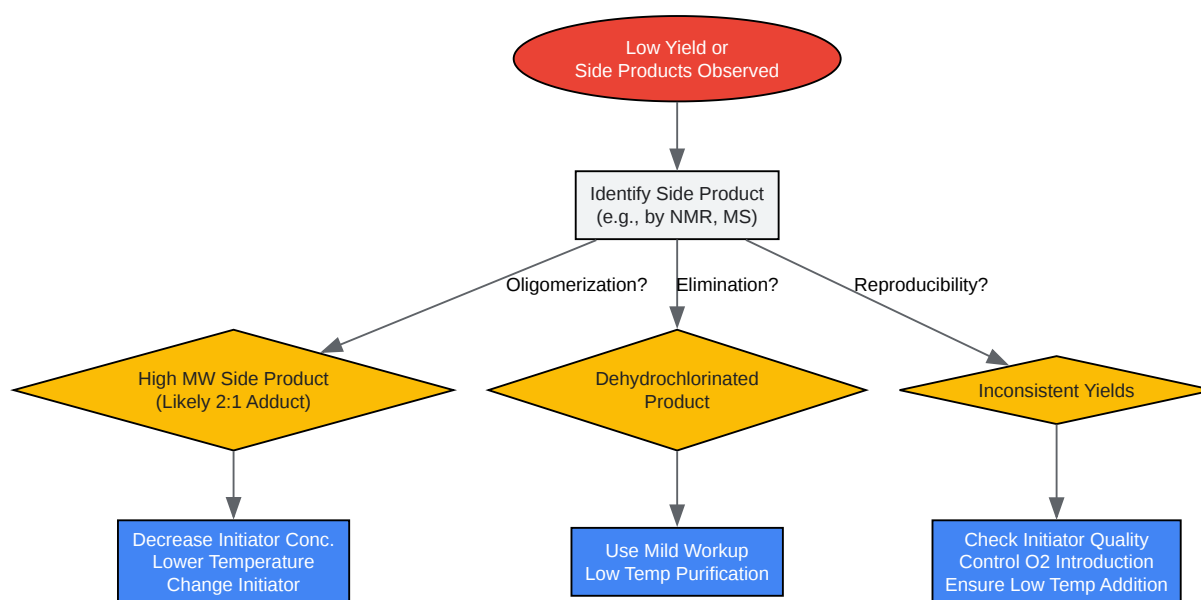 Low Yield or
Side Products Observed
Identify Side Product
(e.g., by NMR, MS)
Oligomerization?
Elimination?
Reproducibility?
High MW Side Product
(Likely 2:1 Adduct)
Dehydrochlorinated
Product
Inconsistent Yields
Decrease Initiator Conc.
Lower Temperature
Change Initiator
Use Mild Workup
Low Temp Purification
Check Initiator Quality
Control O2 Introduction
Ensure Low Temp Addition